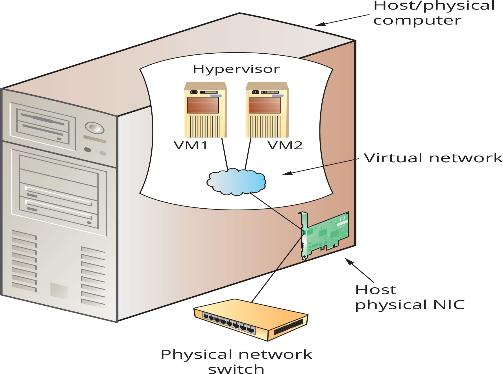 Host/physical
computer
Hypervisor
VM1
VM2
Virtual network
Host
physical NIC
Physical network
switch